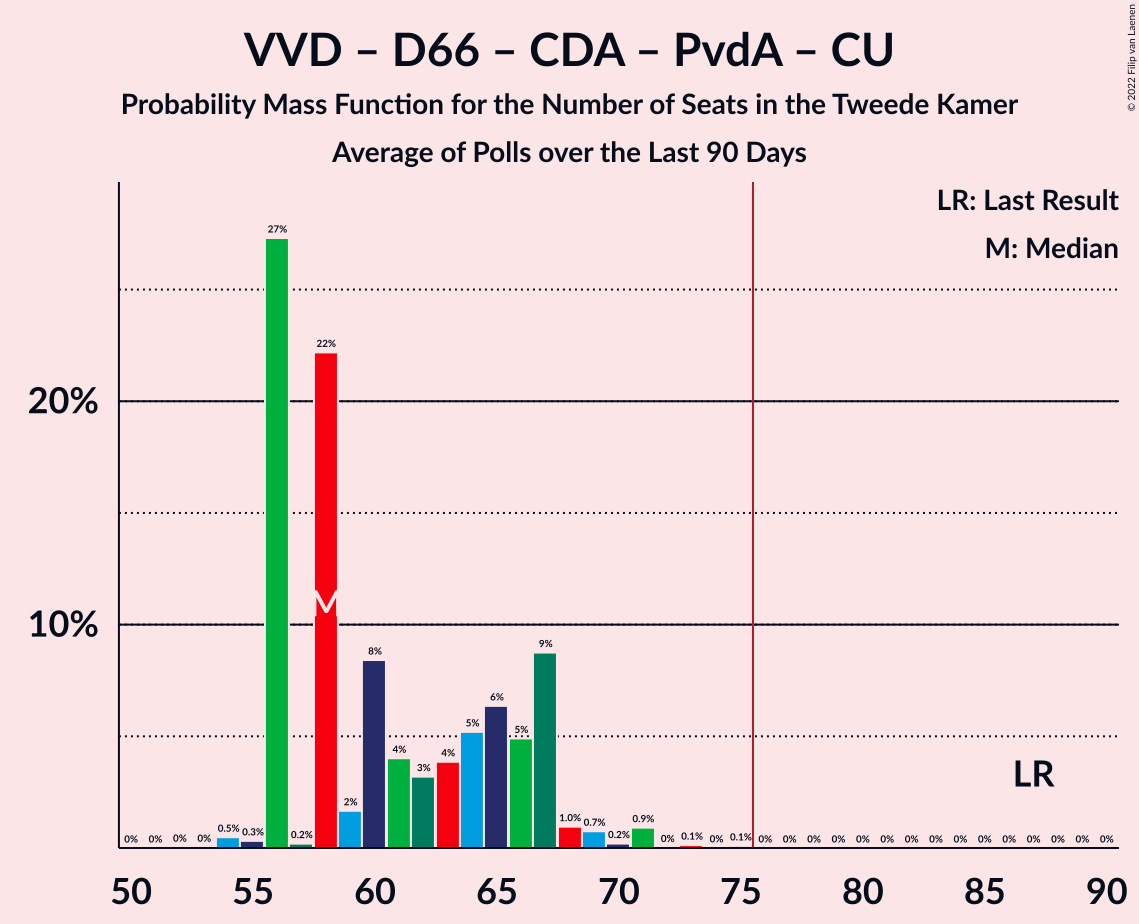 VVD – D66 – CDA – PvdA – CU
Probability Mass Function for the Number of Seats in the Tweede Kamer
Average of Polls over the Last 90 Days
© 2022 Filip van Laenen
LR: Last Result
M: Median
27%
22%
20%
M
10%
9%
8%
6%
5%
5%
4%
4%
3%
2%
LR
0% 0% 0% 0% 0.5% 0.3% 0.2% 1.0% 0.7% 0.2% 0.9% 0% 0.1% 0% 0.1% 0% 0% 0% 0% 0% 0% 0% 0% 0% 0% 0% 0% 0% 0% 0%
50 55 60 65 70 75 80 85 90